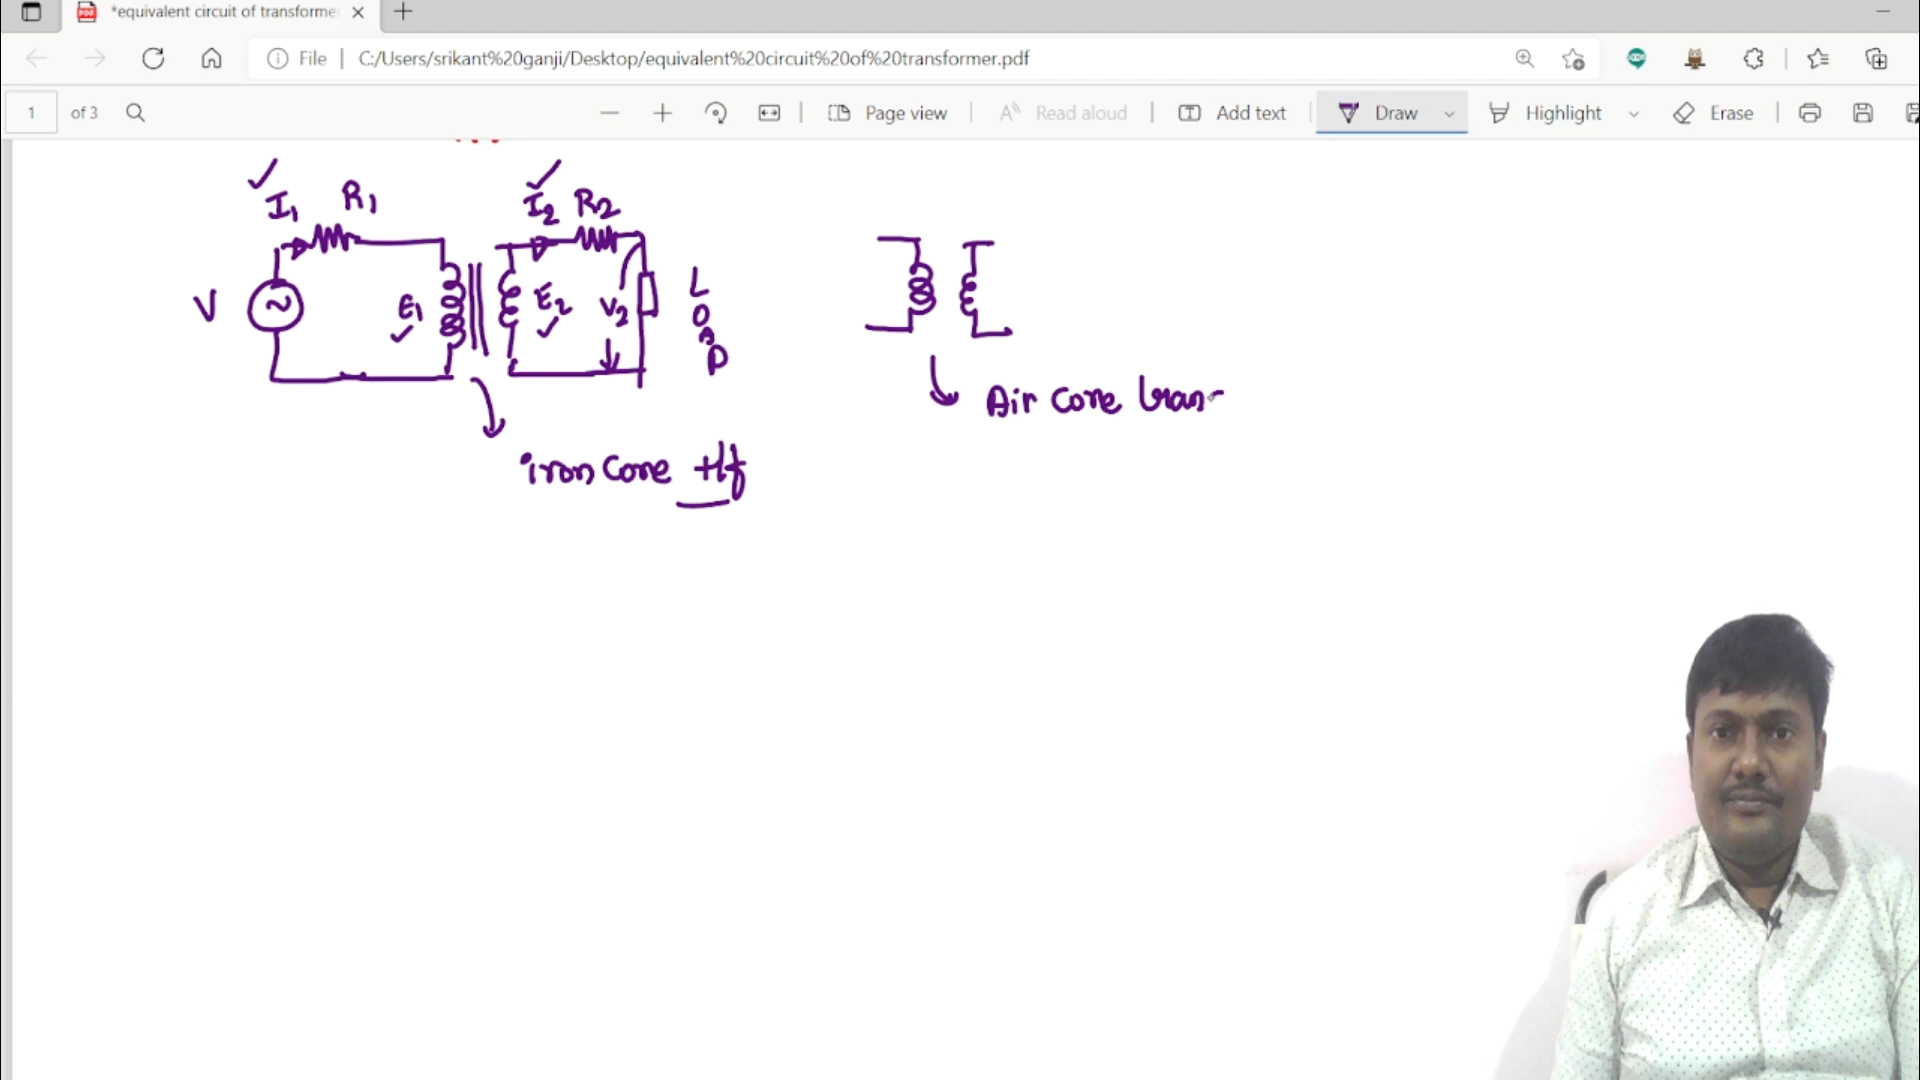 *equivalent circuit of transforme
File
C:/Users/srikant%20ganji/Desktop/equivalent%20circuit%20of%20transformer.pdf
1 of 3
Page view
Read aloud
Add text
Draw
Highlight
Erase
I1 R1
I2 R2
V
E1
E2
V2
LOAD
Air core tran
iron core t/f